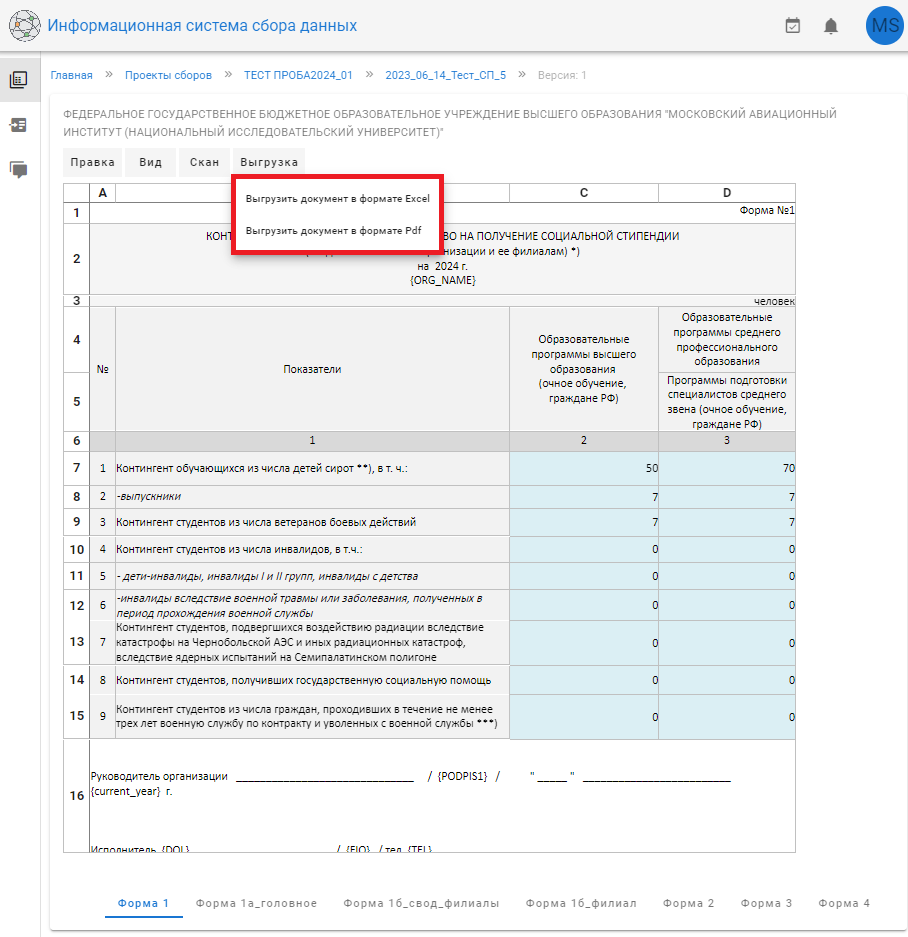 Информационная система сбора данных
MS
Главная » Проекты сборов » ТЕСТ ПРОБА2024_01 » 2023_06_14_Тест_СП_5 » Версия: 1
ФЕДЕРАЛЬНОЕ ГОСУДАРСТВЕННОЕ БЮДЖЕТНОЕ ОБРАЗОВАТЕЛЬНОЕ УЧРЕЖДЕНИЕ ВЫСШЕГО ОБРАЗОВАНИЯ "МОСКОВСКИЙ АВИАЦИОННЫЙ
ИНСТИТУТ (НАЦИОНАЛЬНЫЙ ИССЛЕДОВАТЕЛЬСКИЙ УНИВЕРСИТЕТ)"
Правка Вид Скан Выгрузка
Выгрузить документ в формате Excel
Выгрузить документ в формате Pdf
A C D
1 Форма №1
КОНТ ВО НА ПОЛУЧЕНИЕ СОЦИАЛЬНОЙ СТИПЕНДИИ
2 низации и ее филиалам) *)
на 2024 г.
{ORG_NAME}
3 человек
4 5
№
Показатели
Образовательные
программы высшего
образования
(очное обучение,
граждане РФ)
Образовательные
программы среднего
профессионального
образования
Программы подготовки
специалистов среднего
звена (очное обучение,
граждане РФ)
6 1 2 3
7 1 Контингент обучающихся из числа детей сирот **), в т. ч.: 50 70
8 2 -выпускники 7 7
9 3 Контингент студентов из числа ветеранов боевых действий 7 7
10 4 Контингент студентов из числа инвалидов, в т.ч.: 0 0
11 5 - дети-инвалиды, инвалиды I и II групп, инвалиды с детства 0 0
12 6 -инвалиды вследствие военной травмы или заболевания, полученных в
период прохождения военной службы 0 0
13 7 Контингент студентов, подвергшихся воздействию радиации вследствие
катастрофы на Чернобольской АЭС и иных радиационных катастроф,
вследствие ядерных испытаний на Семипалатинском полигоне 0 0
14 8 Контингент студентов, получивших государственную социальную помощь 0 0
15 9 Контингент студентов из числа граждан, проходивших в течение не менее
трех лет военную службу по контракту и уволенных с военной службы ***) 0 0
16 Руководитель организации ______________________________ / {PODPIS1} / " _____ " _________________________
{current_year} г.
Исполнитель {DOL} / {FIO} / тел. {TEL}
Форма 1 Форма 1а_головное Форма 1б_свод_филиалы Форма 1б_филиал Форма 2 Форма 3 Форма 4